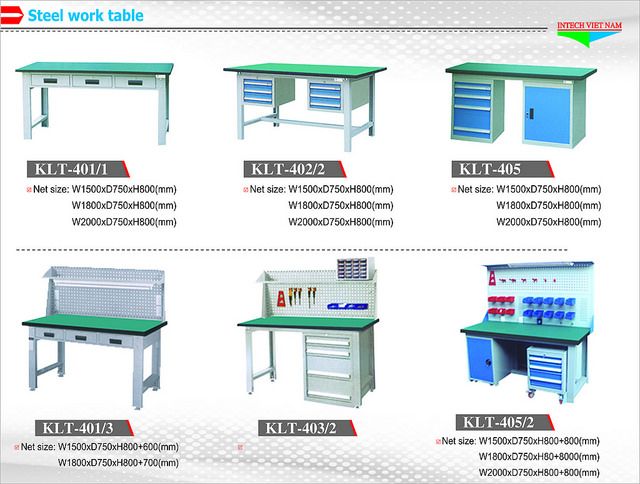 Steel work table
INTECH VIET NAM
KLT-401/1
Net size: W1500xD750xH800(mm)
W1800xD750xH800(mm)
W2000xD750xH800(mm)
KLT-402/2
Net size: W1500xD750xH800(mm)
W1800xD750xH800(mm)
W2000xD750xH800(mm)
KLT-405
Net size: W1500xD750xH800(mm)
W1800xD750xH800(mm)
W2000xD750xH800(mm)
KLT-401/3
Net size: W1500xD750xH800+600(mm)
W1800xD750xH800+700(mm)
KLT-403/2
KLT-405/2
Net size: W1500xD750xH800+800(mm)
W1800xD750xH80+8000(mm)
W2000xD750xH800+800(mm)